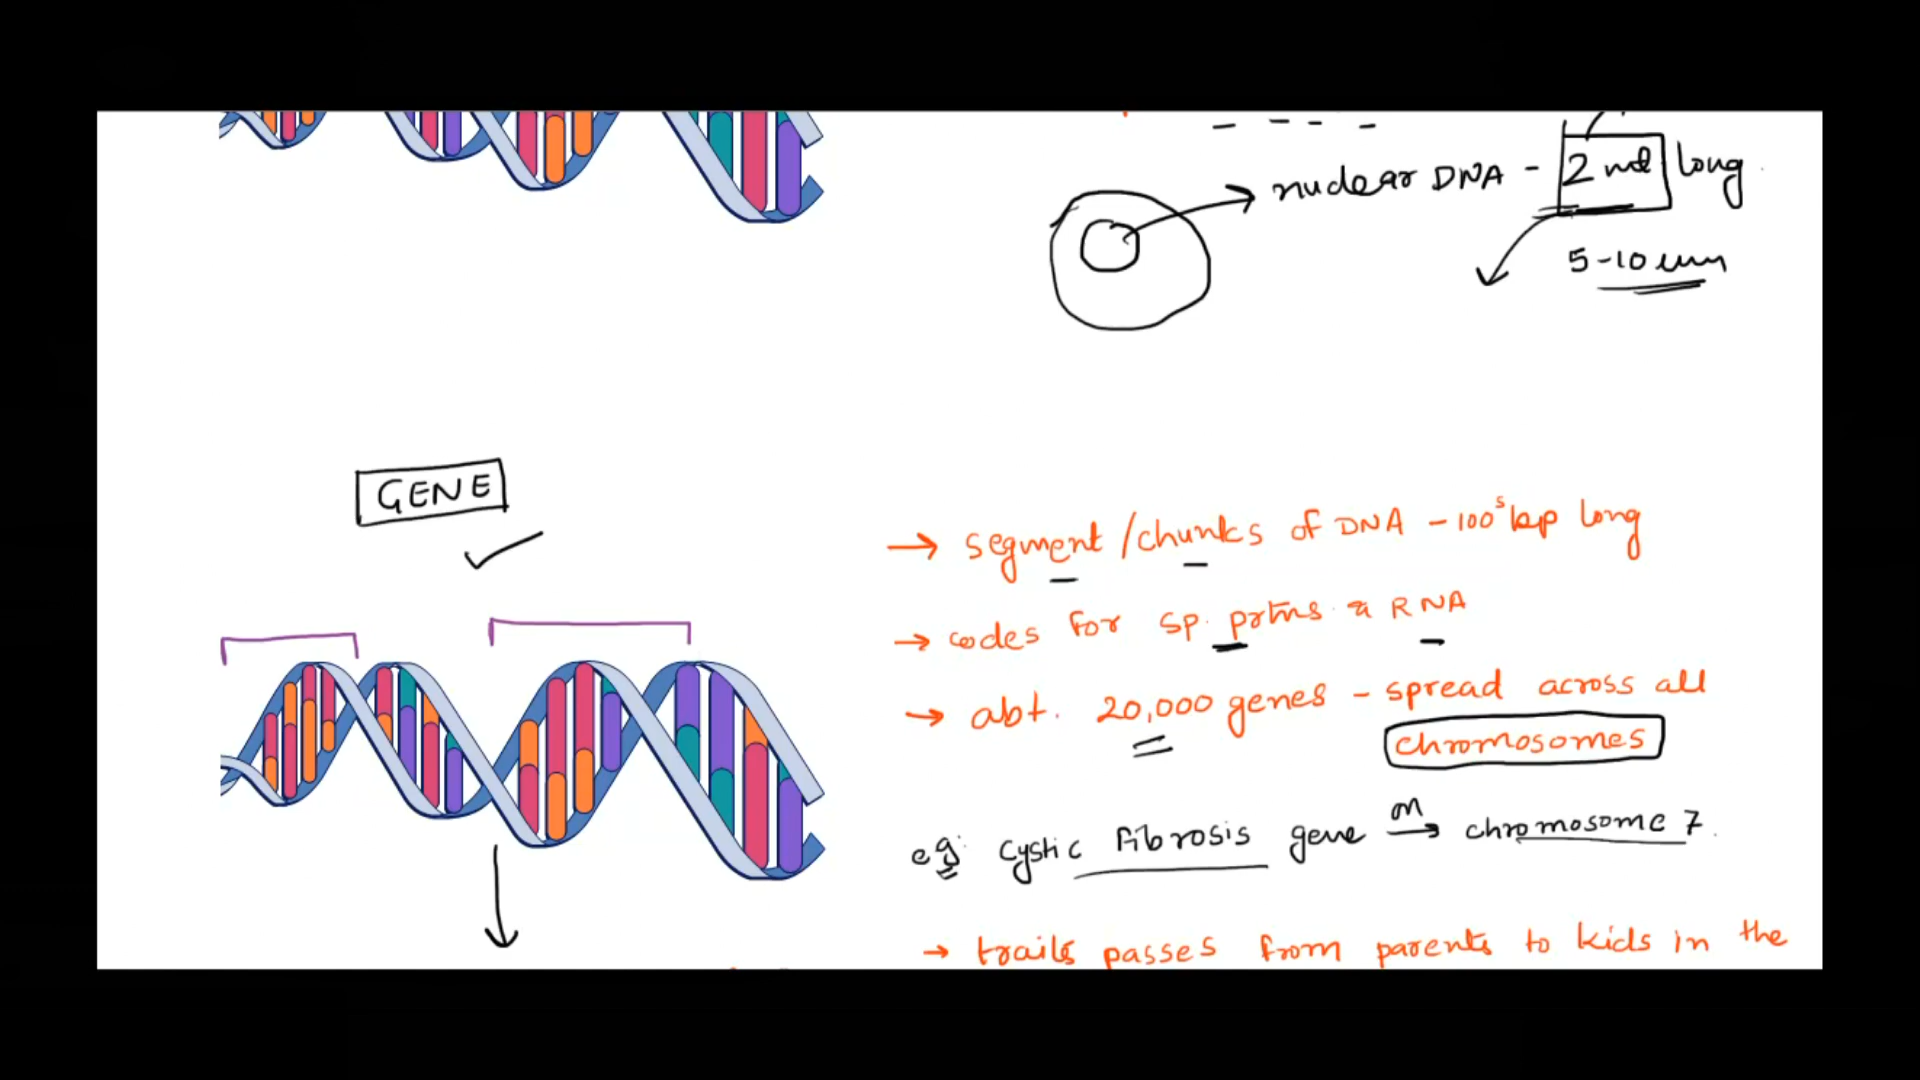 nuclear DNA - 2 long
5-10 um
GENE
→ segment/chunks of DNA - 100s bp long
→ codes for sp. prtns & RNA
→ abt. 20,000 genes - spread across all
chromosomes
eg: Cystic Fibrosis gene on → chromosome 7.
→ passes from parents to kids in the